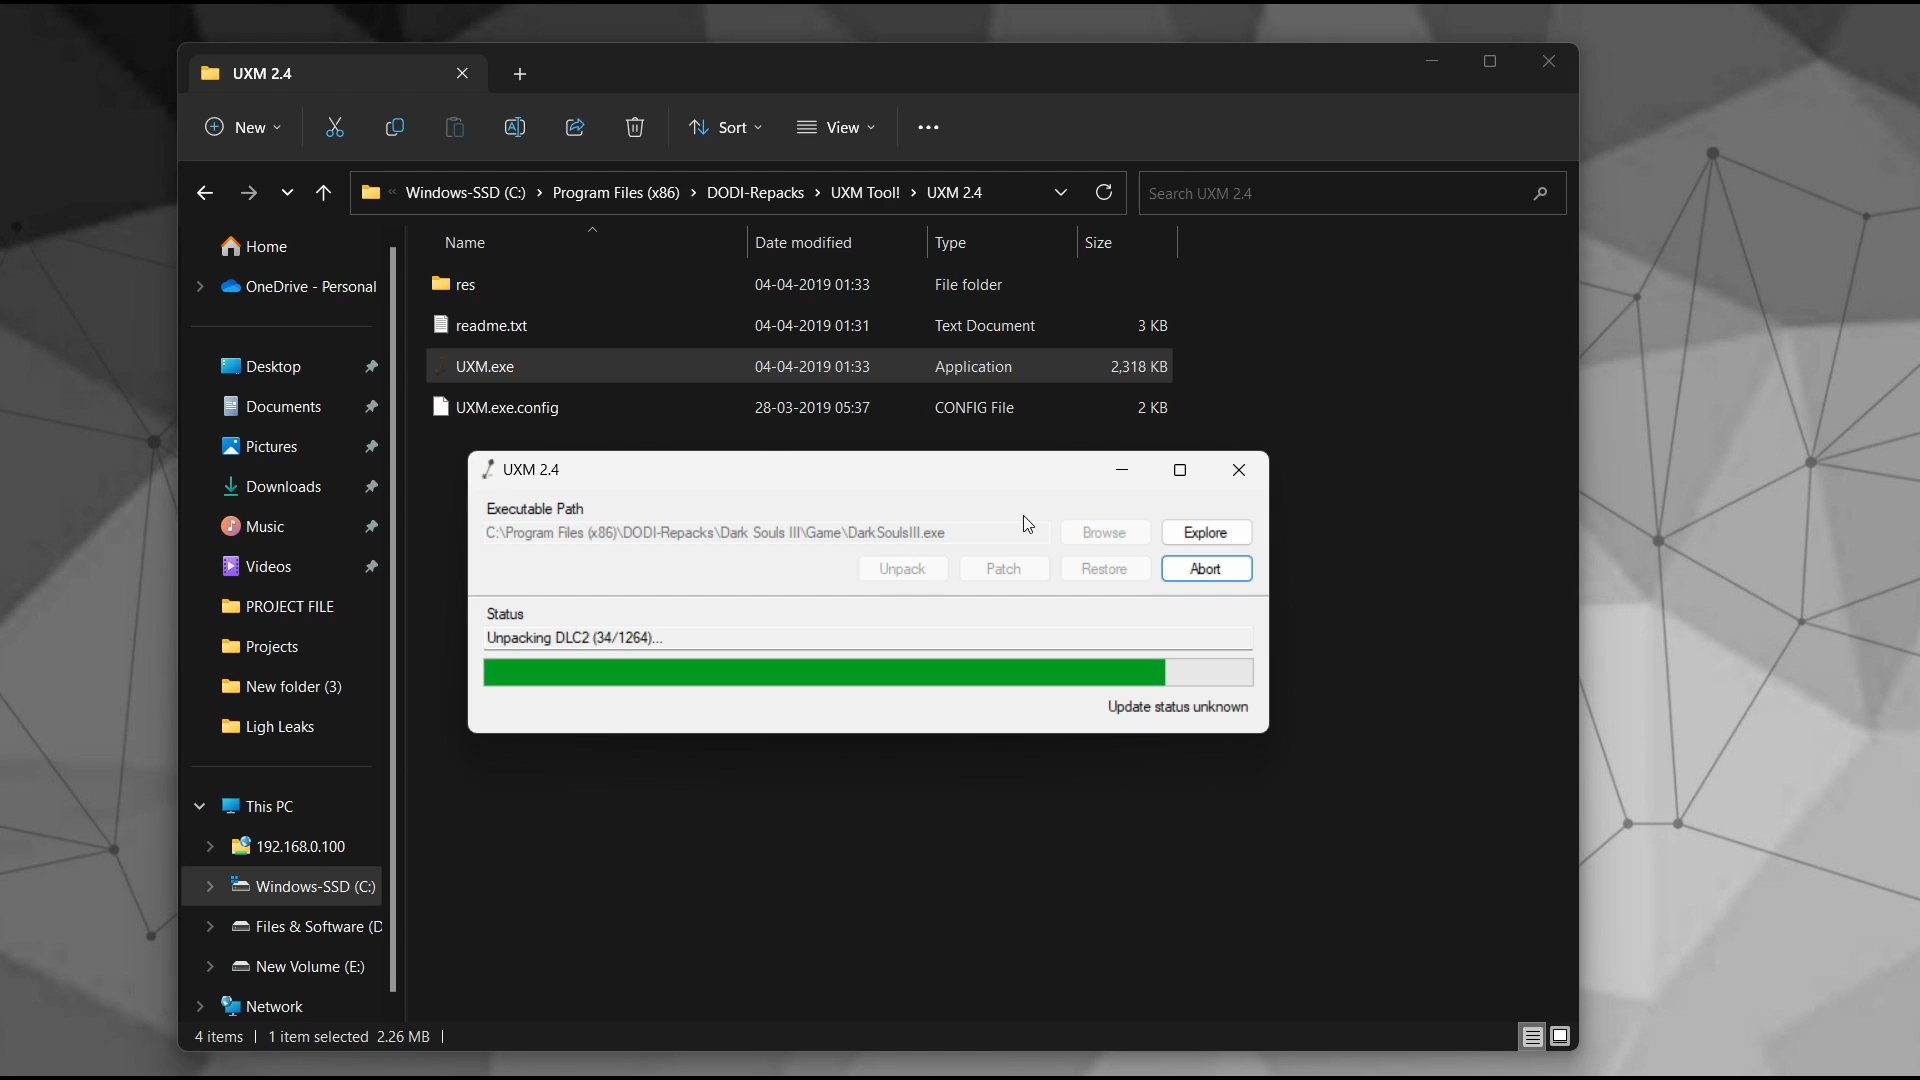 UXM 2.4
New
Sort
View
« Windows-SSD (C:) › Program Files (x86) › DODI-Repacks › UXM Tool! › UXM 2.4
Search UXM 2.4
Name Date modified Type Size
res 04-04-2019 01:33 File folder
readme.txt 04-04-2019 01:31 Text Document 3 KB
UXM.exe 04-04-2019 01:33 Application 2,318 KB
UXM.exe.config 28-03-2019 05:37 CONFIG File 2 KB
Home
OneDrive - Personal
Desktop
Documents
Pictures
Downloads
Music
Videos
PROJECT FILE
Projects
New folder (3)
Ligh Leaks
This PC
192.168.0.100
Windows-SSD (C:)
Files & Software (D
New Volume (E:)
Network
UXM 2.4
Executable Path
C:\Program Files (x86)\DODI-Repacks\Dark Souls III\Game\DarkSoulsIII.exe
Browse Explore
Unpack Patch Restore Abort
Status
Unpacking DLC2 (34/1264)...
Update status unknown
4 items 1 item selected 2.26 MB